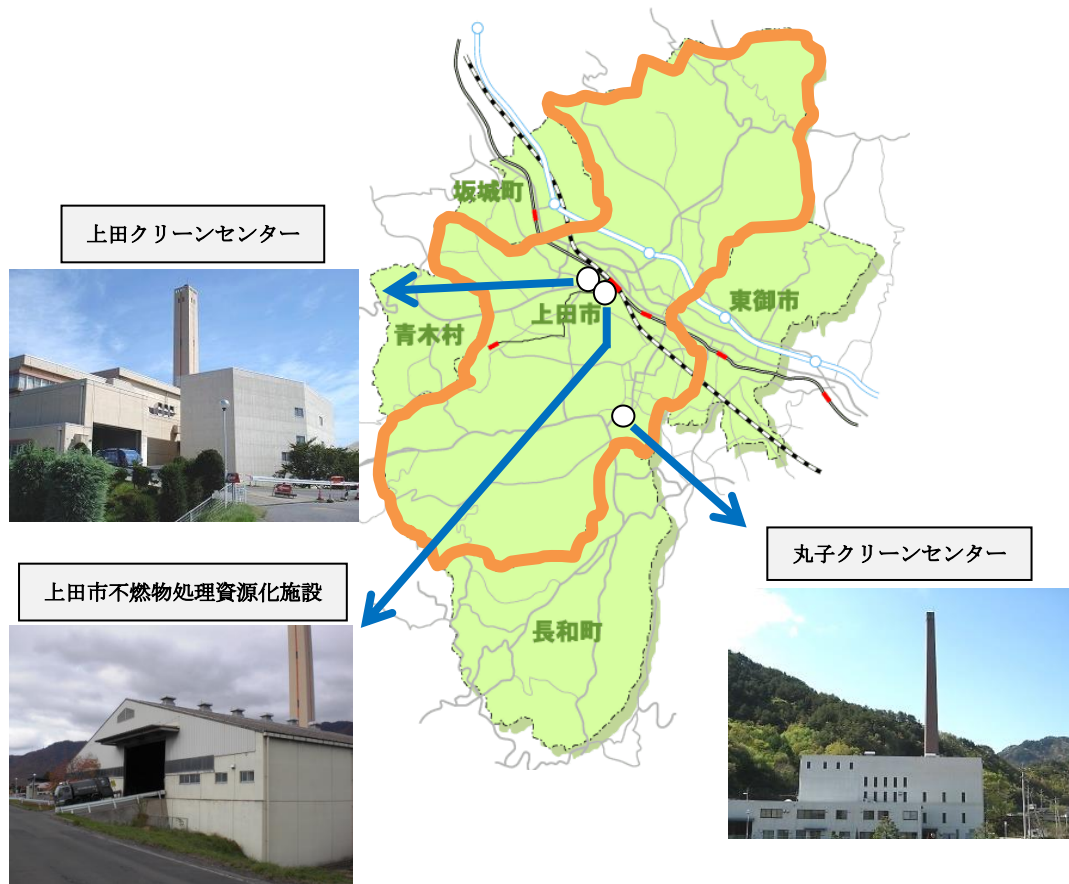 坂城町
上田クリーンセンター
東御市
上田市
青木村
丸子クリーンセンター
上田市不燃物処理資源化施設
長和町